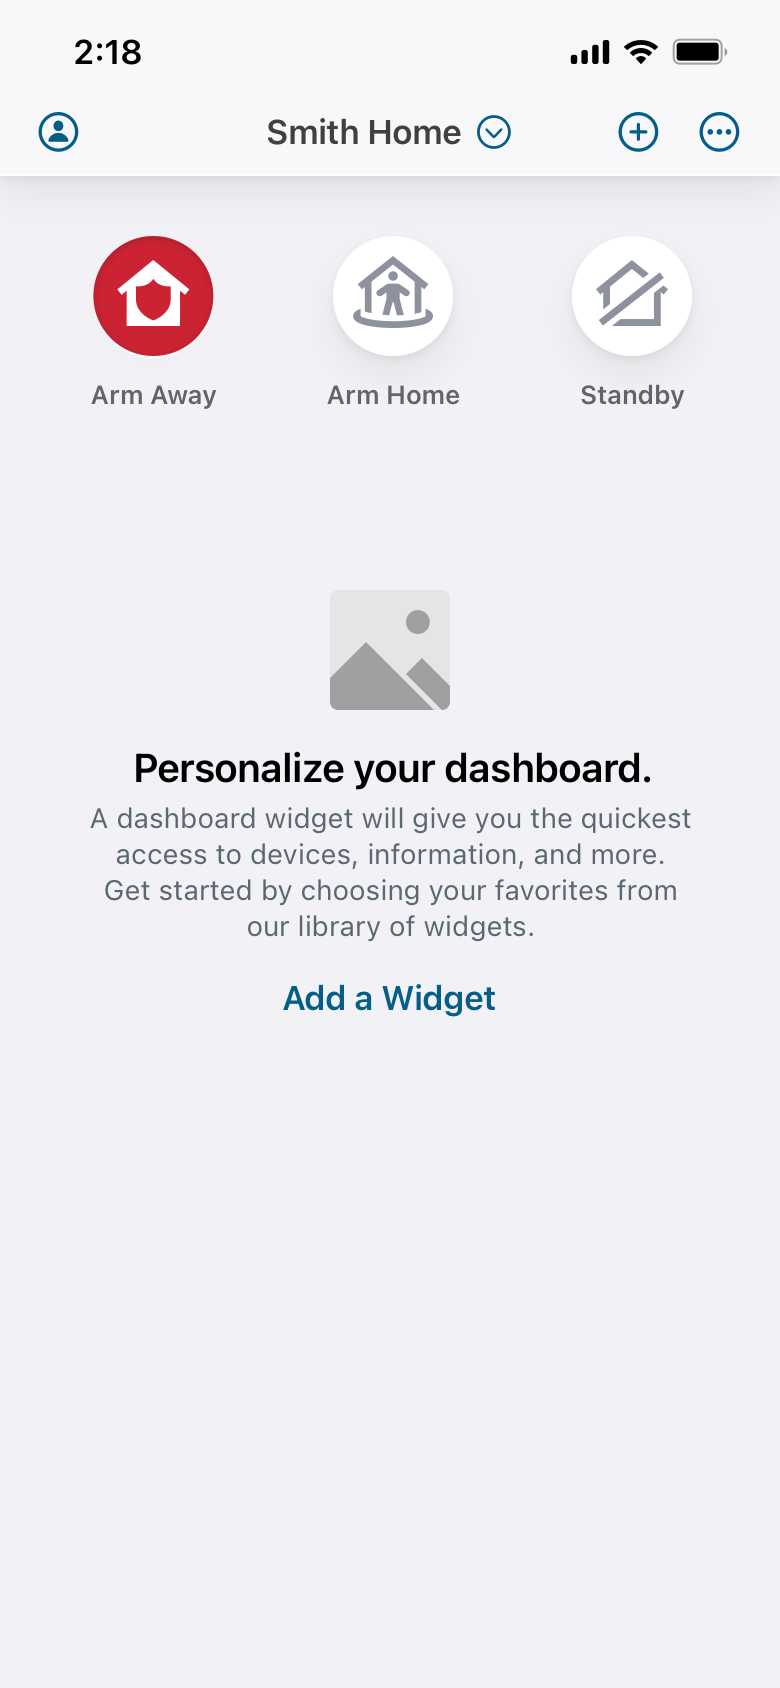 2:18
Smith Home
Arm Away
Arm Home
Standby
Personalize your dashboard.
A dashboard widget will give you the quickest
access to devices, information, and more.
Get started by choosing your favorites from
our library of widgets.
Add a Widget